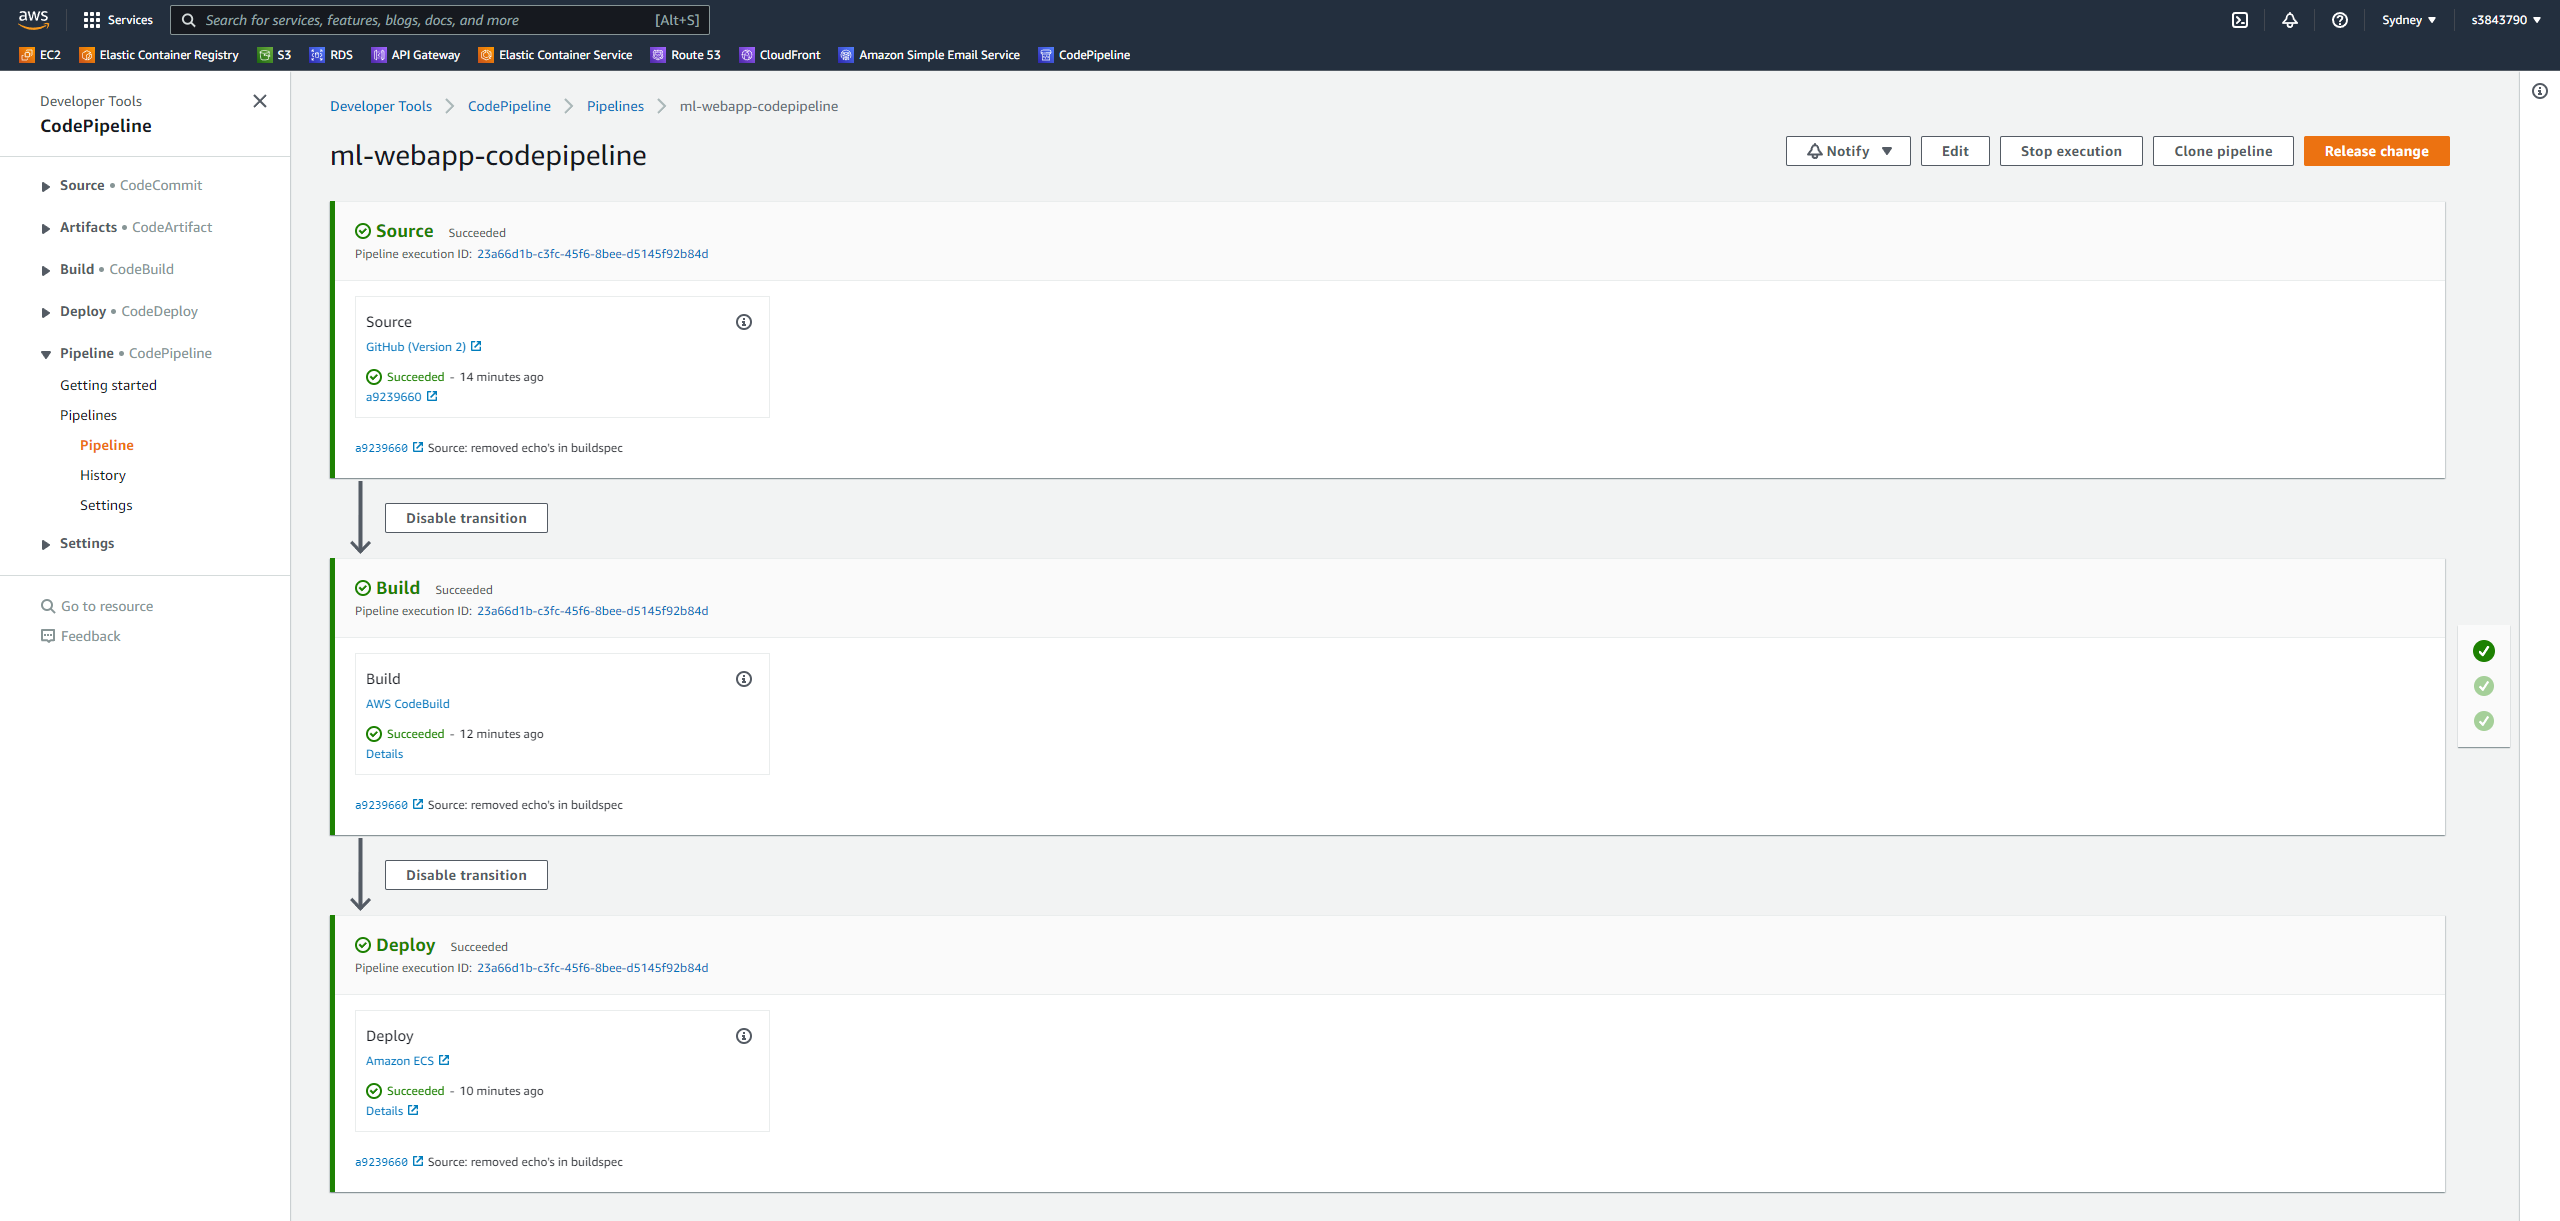 aws
Services
Search for services, features, blogs, docs, and more
[Alt+S]
Sydney
s3843790
EC2
Elastic Container Registry
S3
RDS
API Gateway
Elastic Container Service
Route 53
CloudFront
Amazon Simple Email Service
CodePipeline
Developer Tools
CodePipeline
Source • CodeCommit
Artifacts • CodeArtifact
Build • CodeBuild
Deploy • CodeDeploy
Pipeline • CodePipeline
Getting started
Pipelines
Pipeline
History
Settings
Settings
Go to resource
Feedback
Developer Tools
CodePipeline
Pipelines
ml-webapp-codepipeline
ml-webapp-codepipeline
Notify
Edit
Stop execution
Clone pipeline
Release change
Source Succeeded
Pipeline execution ID: 23a66d1b-c3fc-45f6-8bee-d5145f92b84d
Source
GitHub (Version 2)
Succeeded - 14 minutes ago
a9239660
a9239660 Source: removed echo's in buildspec
Disable transition
Build Succeeded
Pipeline execution ID: 23a66d1b-c3fc-45f6-8bee-d5145f92b84d
Build
AWS CodeBuild
Succeeded - 12 minutes ago
Details
a9239660 Source: removed echo's in buildspec
Disable transition
Deploy Succeeded
Pipeline execution ID: 23a66d1b-c3fc-45f6-8bee-d5145f92b84d
Deploy
Amazon ECS
Succeeded - 10 minutes ago
Details
a9239660 Source: removed echo's in buildspec